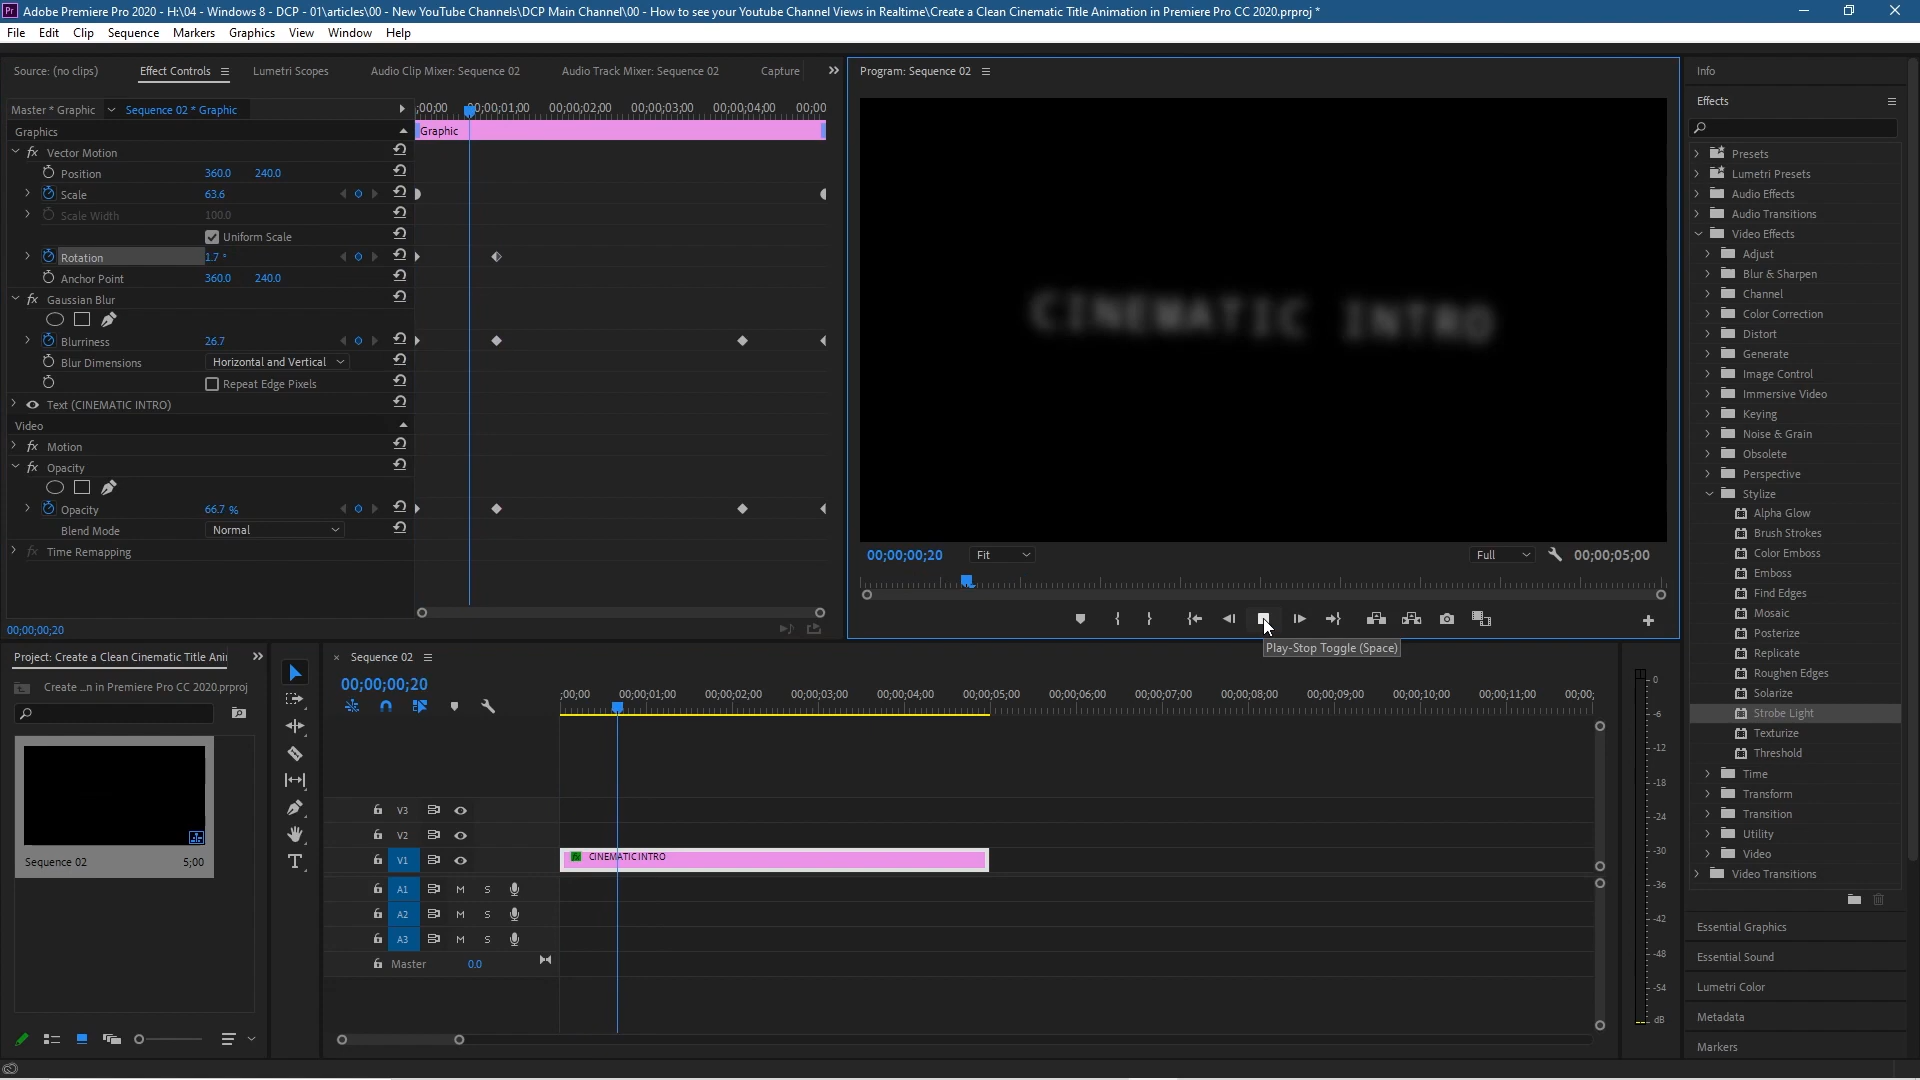 Adobe Premiere Pro 2020 - H:\04 - Windows 8 - DCP - 01\articles\00 - New YouTube Channels\DCP Main Channel\00 - How to see your Youtube Channel Views in Realtime\Create a Clean Cinematic Title Animation in Premiere Pro CC 2020.prproj *
File Edit Clip Sequence Markers Graphics View Window Help
Source: (no clips) Effect Controls Lumetri Scopes Audio Clip Mixer: Sequence 02 Audio Track Mixer: Sequence 02 Capture
Master * Graphic Sequence 02 * Graphic
;00;00 00;00;01;00 00;00;02;00 00;00;03;00 00;00;04;00 00;00
Graphics
Graphic
Vector Motion
Position 360.0 240.0
Scale 63.6
Scale Width 100.0
Uniform Scale
Rotation 1.7 °
Anchor Point 360.0 240.0
Gaussian Blur
Blurriness 26.7
Blur Dimensions Horizontal and Vertical
Repeat Edge Pixels
Text (CINEMATIC INTRO)
Video
Motion
Opacity
Opacity 66.7 %
Blend Mode Normal
Time Remapping
00;00;00;20
Program: Sequence 02
CINEMATIC INTRO
00;00;00;20 Fit Full 00;00;05;00
Play-Stop Toggle (Space)
Info
Effects
Presets
Lumetri Presets
Audio Effects
Audio Transitions
Video Effects
Adjust
Blur & Sharpen
Channel
Color Correction
Distort
Generate
Image Control
Immersive Video
Keying
Noise & Grain
Obsolete
Perspective
Stylize
Alpha Glow
Brush Strokes
Color Emboss
Emboss
Find Edges
Mosaic
Posterize
Replicate
Roughen Edges
Solarize
Strobe Light
Texturize
Threshold
Time
Transform
Transition
Utility
Video
Video Transitions
Essential Graphics
Essential Sound
Lumetri Color
Metadata
Markers
Project: Create a Clean Cinematic Title Ani
Create ...n in Premiere Pro CC 2020.prproj
Sequence 02 5;00
Sequence 02
00;00;00;20
;00;00 00;00;01;00 00;00;02;00 00;00;03;00 00;00;04;00 00;00;05;00 00;00;06;00 00;00;07;00 00;00;08;00 00;00;09;00 00;00;10;00 00;00;11;00 00;00;
V3
V2
V1 CINEMATIC INTRO
A1 M S
A2 M S
A3 M S
Master 0.0
0
-6
-12
-18
-24
-30
-36
-42
-48
-54
dB